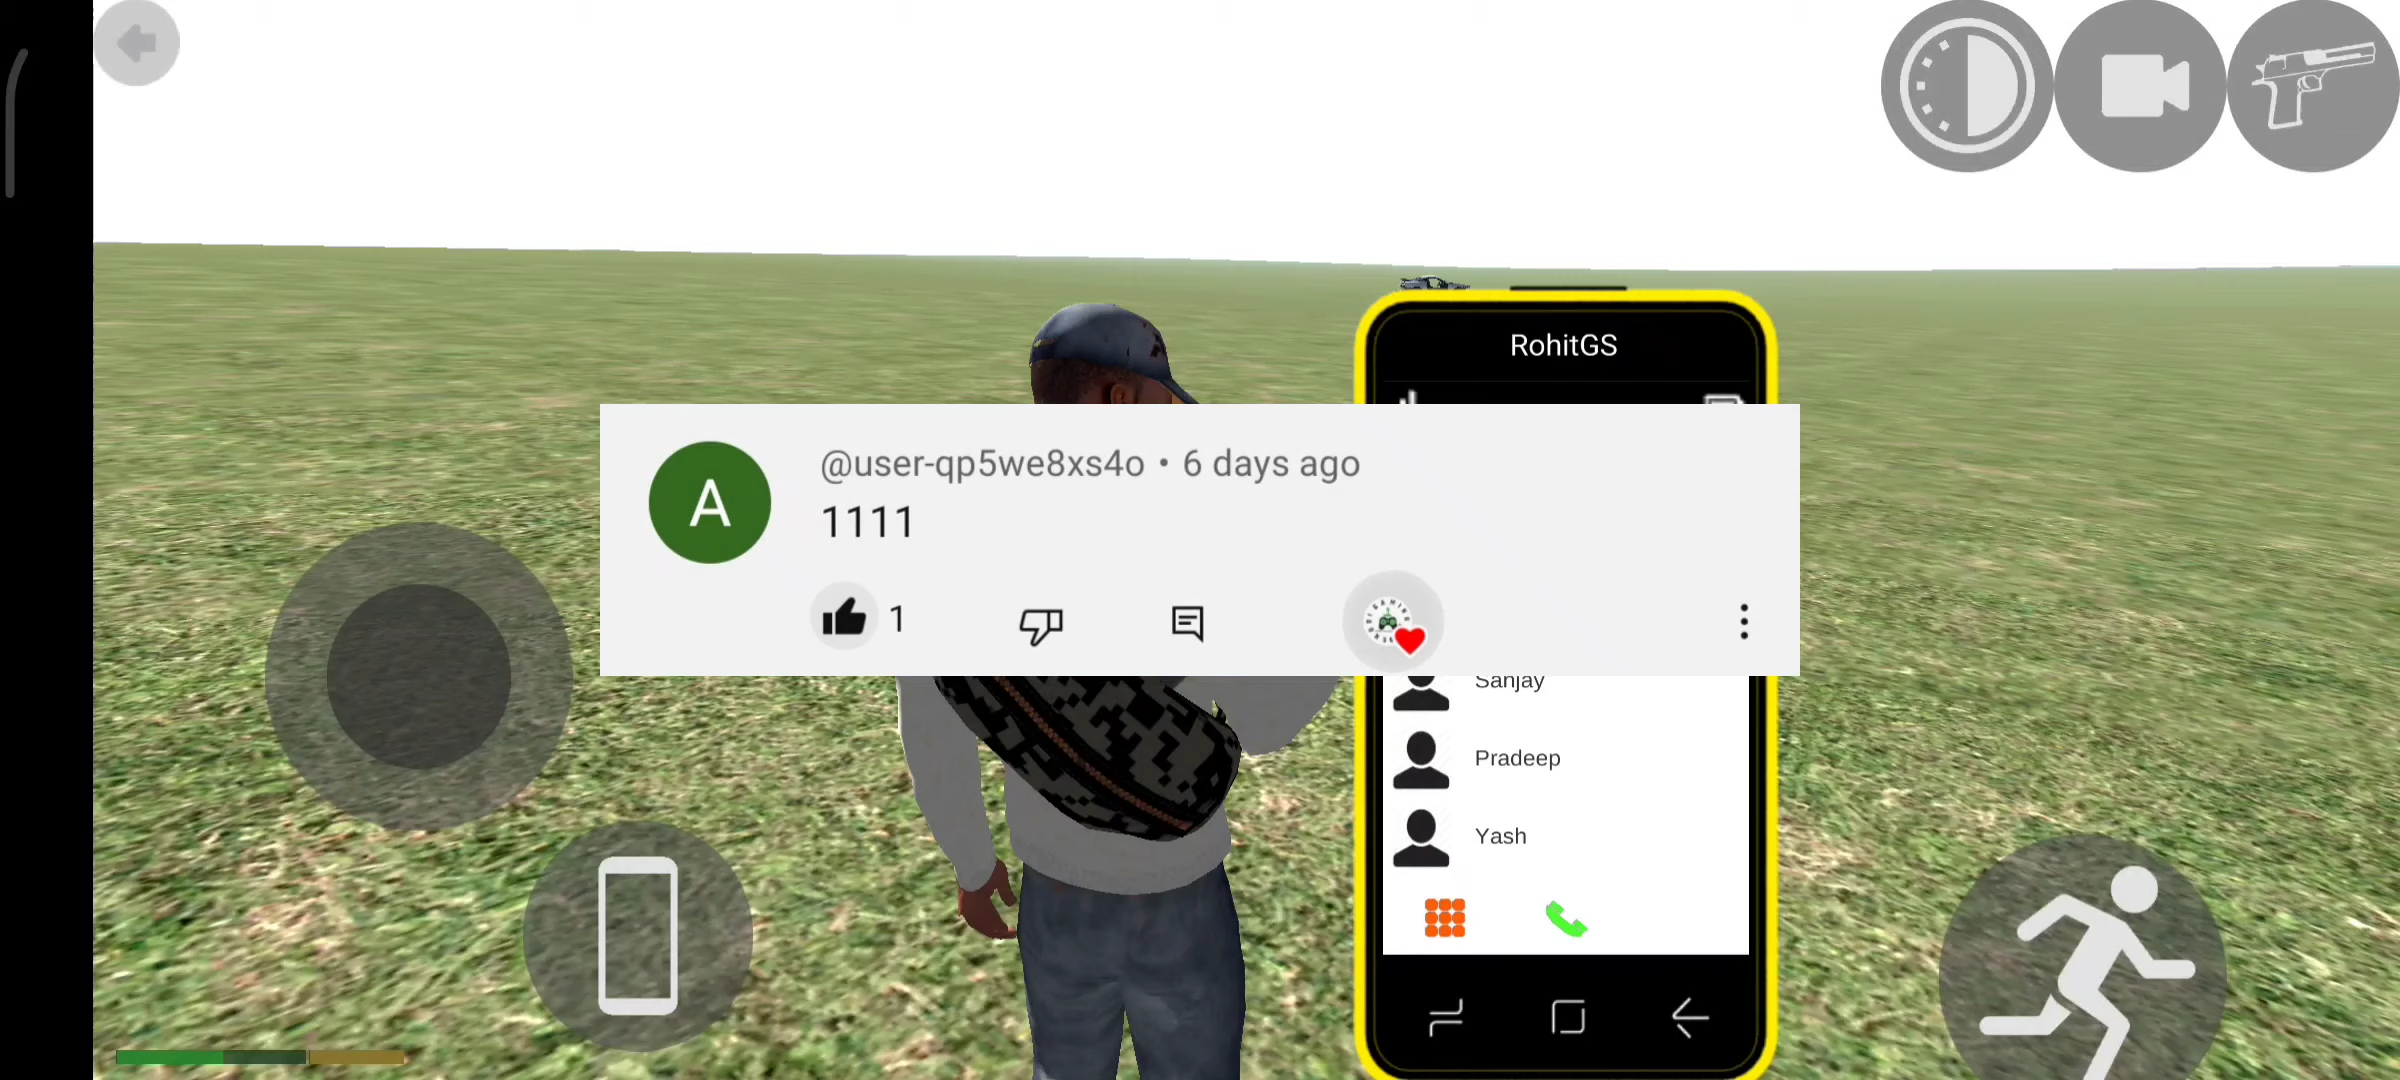 RohitGS
@user-qp5we8xs4o • 6 days ago
1111
A
1
Sanjay
Pradeep
Yash